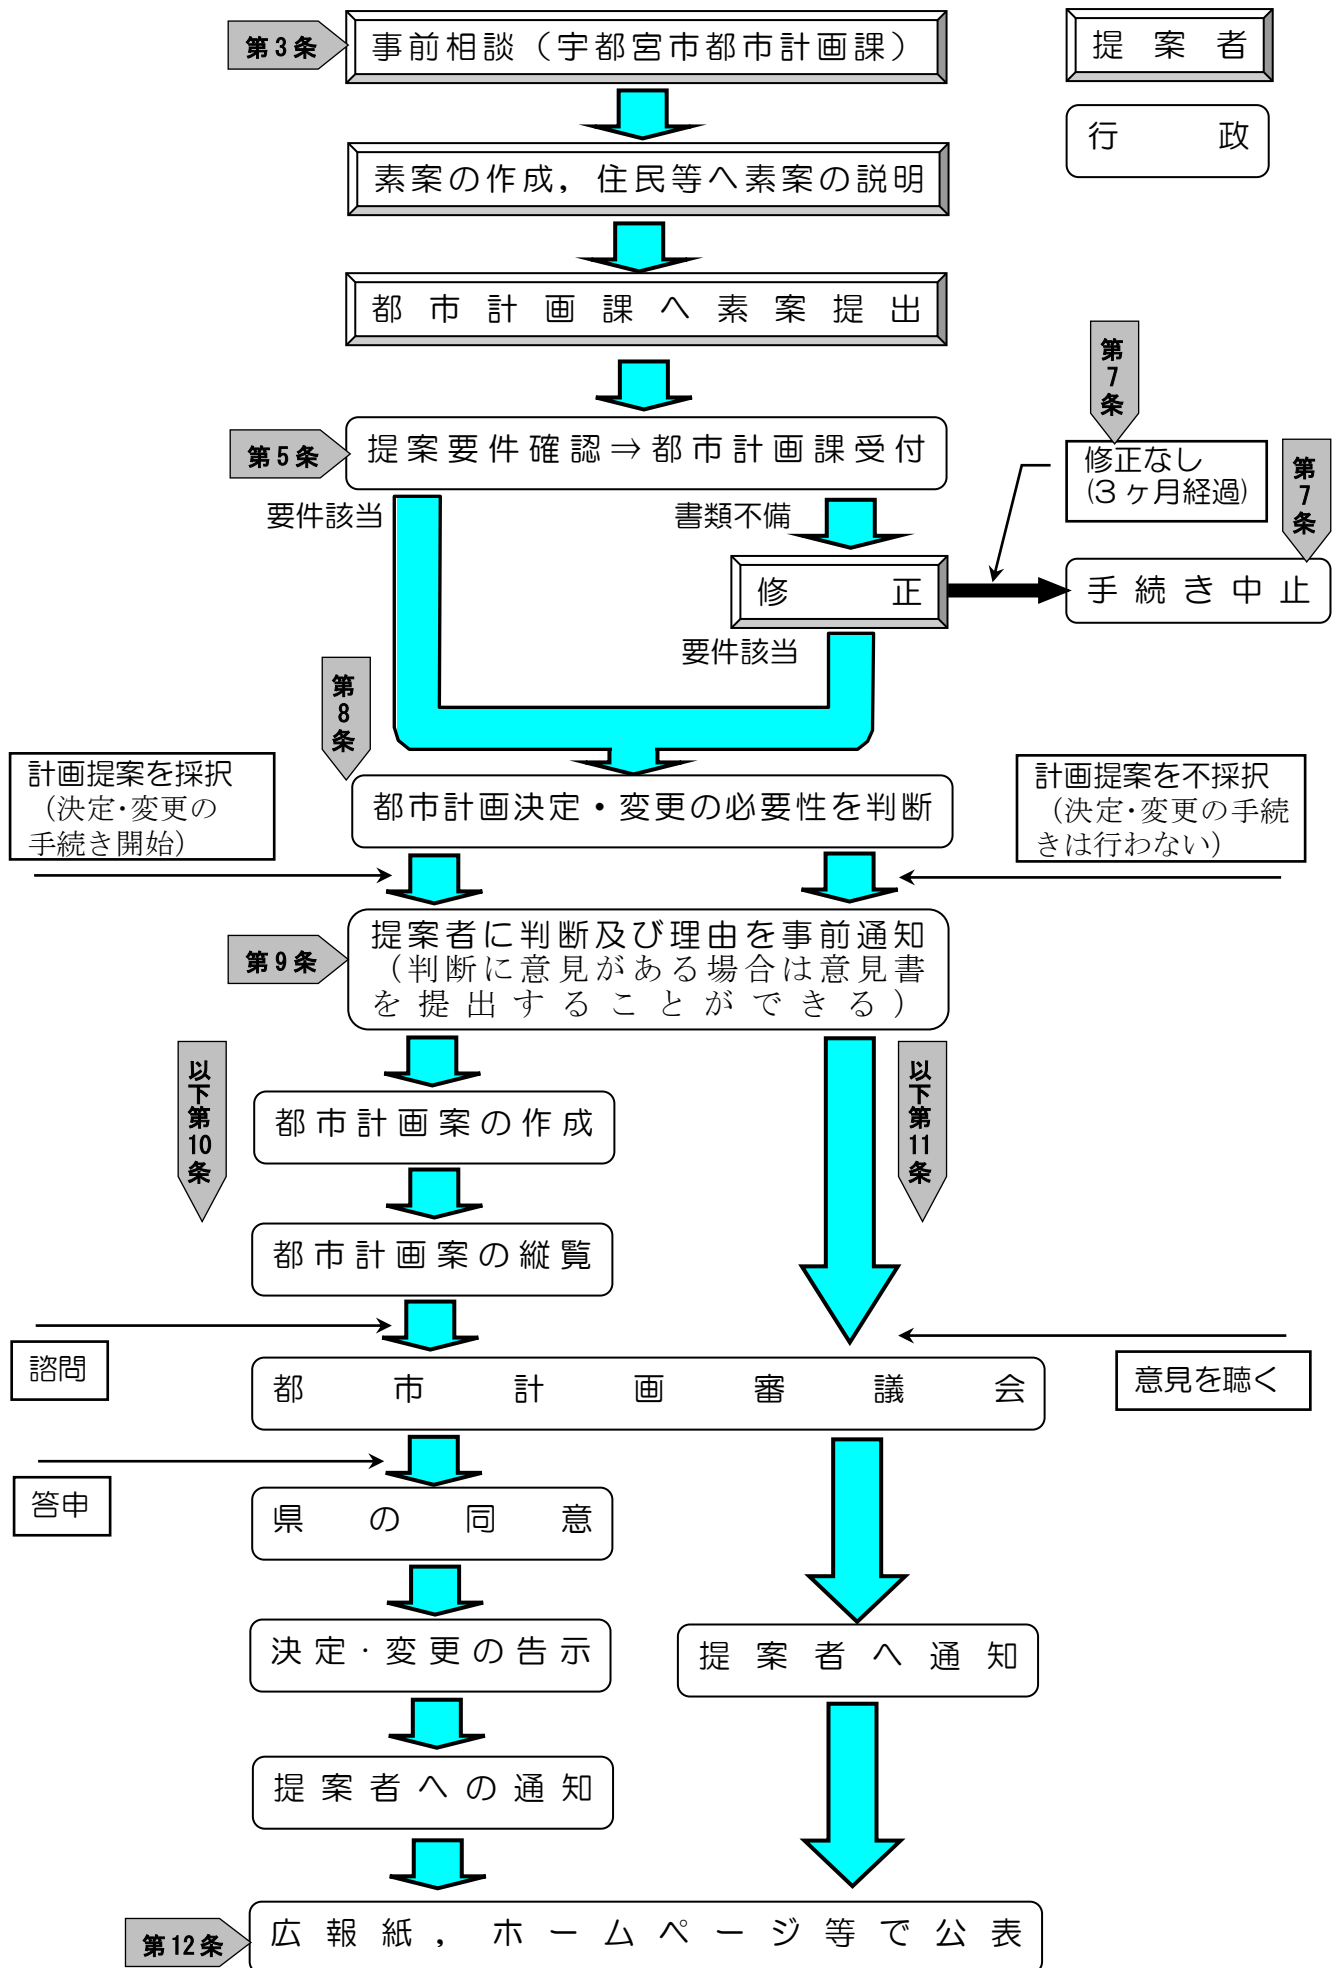 第3条
事前相談（宇都宮市都市計画課）
提案者
行政
素案の作成，住民等へ素案の説明
都市計画課へ素案提出
第7条
第5条
提案要件確認⇒都市計画課受付
修正なし
(3ヶ月経過)
第7条
要件該当
書類不備
修正
手続き中止
要件該当
第8条
計画提案を採択
（決定･変更の
手続き開始）
都市計画決定・変更の必要性を判断
計画提案を不採択
（決定･変更の手続
きは行わない）
第9条
提案者に判断及び理由を事前通知
（判断に意見がある場合は意見書
を提出することができる）
以下第10条
以下第11条
都市計画案の作成
都市計画案の縦覧
諮問
都市計画審議会
意見を聴く
答申
県の同意
決定･変更の告示
提案者へ通知
提案者への通知
第12条
広報紙，ホームページ等で公表